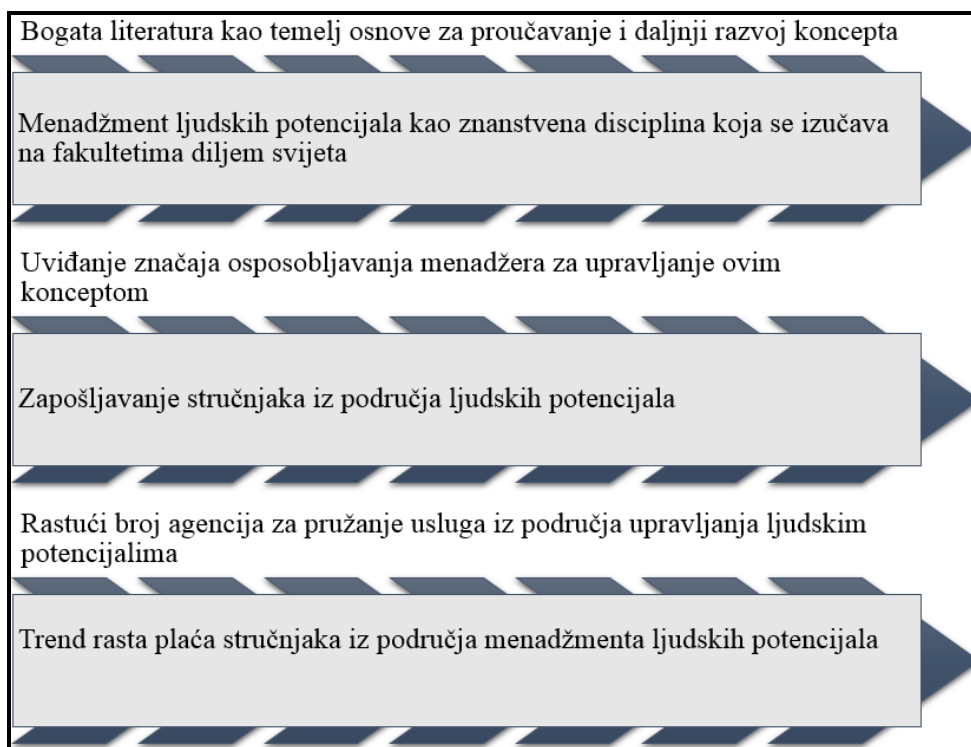 Bogata literatura kao temelj osnove za proučavanje i daljnji razvoj koncepta
Menadžment ljudskih potencijala kao znanstvena disciplina koja se izučava
na fakultetima diljem svijeta
Uviđanje značaja osposobljavanja menadžera za upravljanje ovim
konceptom
Zapošljavanje stručnjaka iz područja ljudskih potencijala
Rastući broj agencija za pružanje usluga iz područja upravljanja ljudskim
potencijalima
Trend rasta plaća stručnjaka iz područja menadžmenta ljudskih potencijala